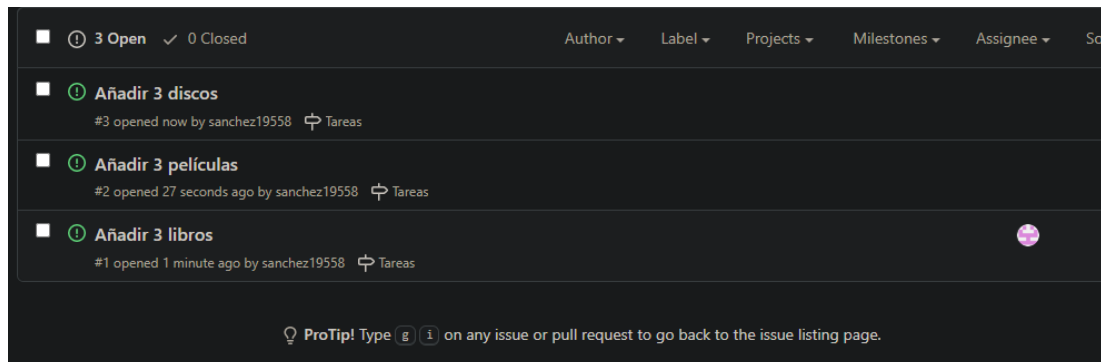 3 Open 0 Closed Author Label Projects Milestones Assignee
Añadir 3 discos
#3 opened now by sanchez19558 Tareas
Añadir 3 películas
#2 opened 27 seconds ago by sanchez19558 Tareas
Añadir 3 libros
#1 opened 1 minute ago by sanchez19558 Tareas
ProTip! Type g i on any issue or pull request to go back to the issue listing page.